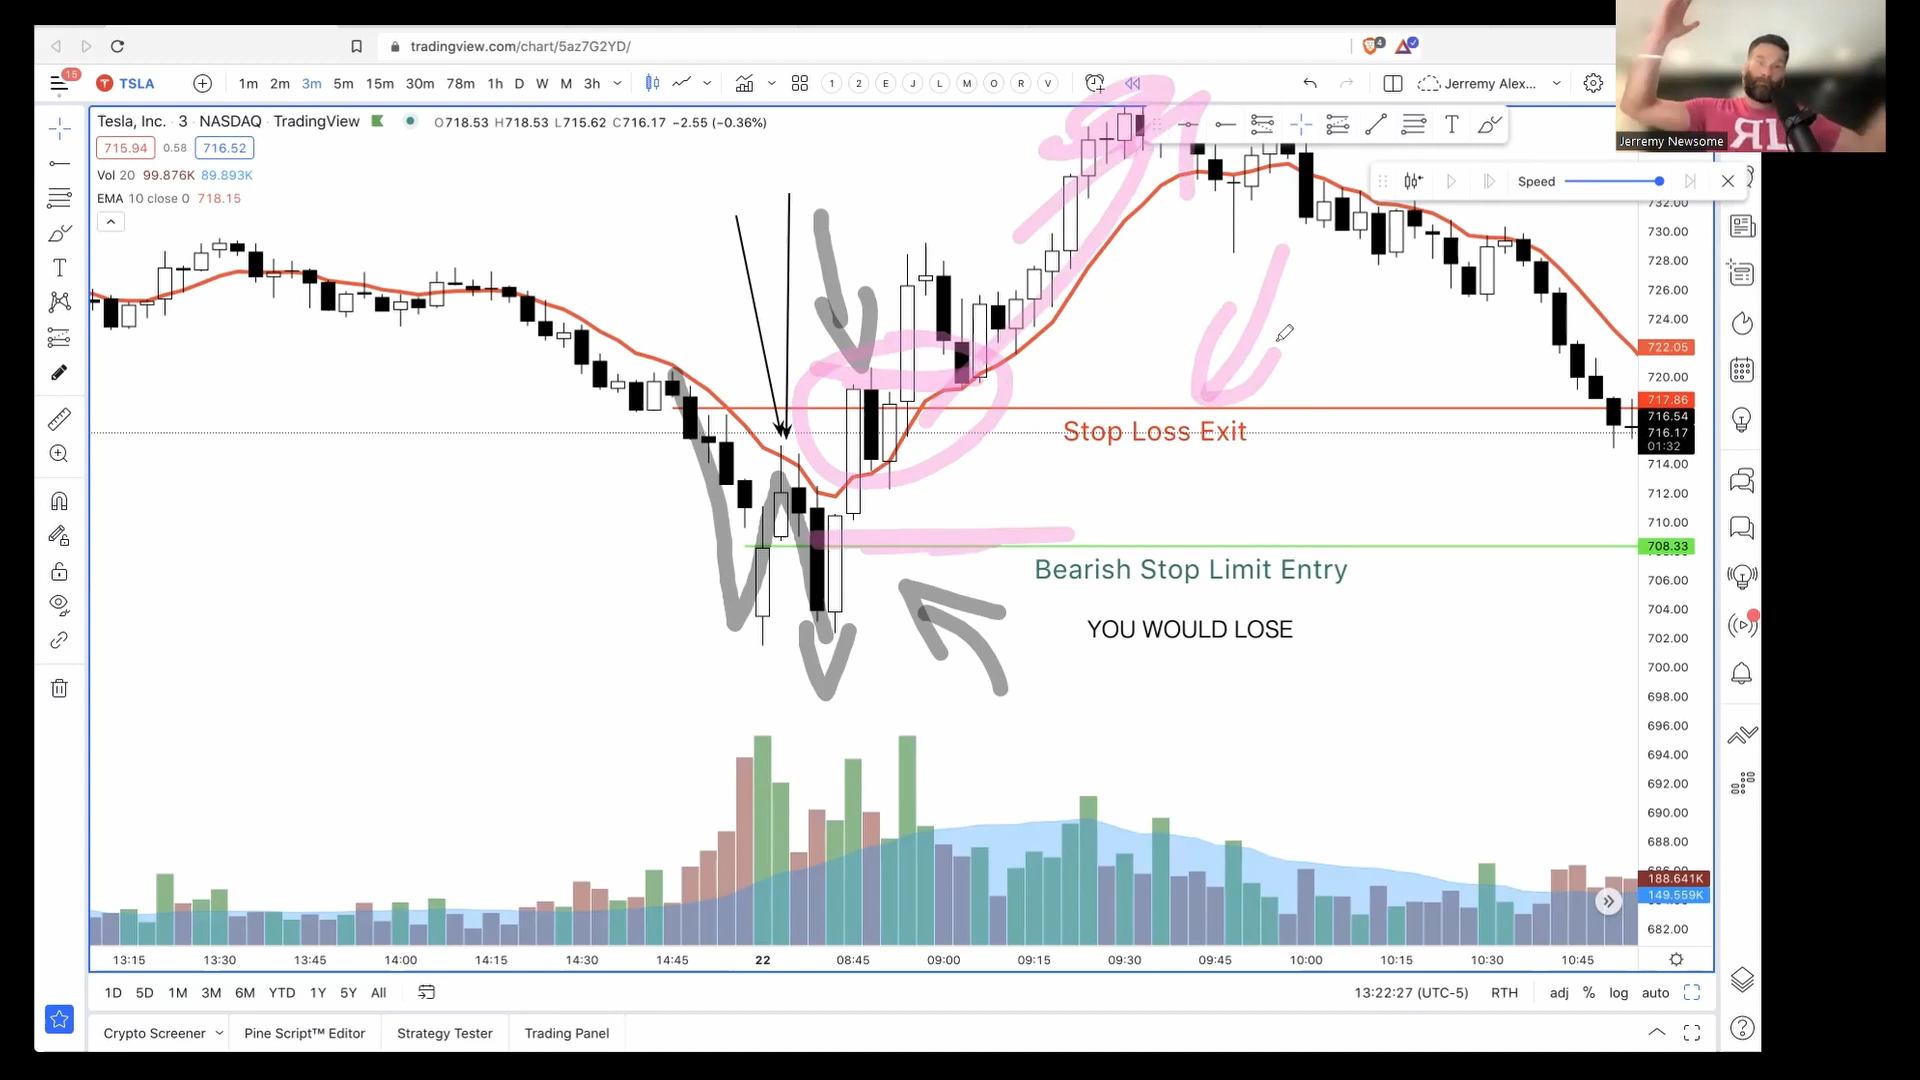 tradingview.com/chart/5az7G2YD/
4
15
TSLA
1m 2m 3m 5m 15m 30m 78m 1h D W M 3h
1 2 E J L M O R V
Jerremy Alex...
Tesla, Inc. 3 NASDAQ TradingView
O718.53 H718.53 L715.62 C716.17 −2.55 (−0.36%)
715.94 0.58 716.52
Vol 20 99.876K 89.893K
EMA 10 close 0 718.15
R1
Jerremy Newsome
Speed
Stop Loss Exit
Bearish Stop Limit Entry
YOU WOULD LOSE
732.00
730.00
728.00
726.00
724.00
722.05
720.00
717.86
716.54
716.17
01:32
714.00
712.00
710.00
708.33
706.00
704.00
702.00
700.00
698.00
696.00
694.00
692.00
690.00
688.00
188.641K
149.559K
682.00
13:15 13:30 13:45 14:00 14:15 14:30 14:45 22 08:45 09:00 09:15 09:30 09:45 10:00 10:15 10:30 10:45
1D 5D 1M 3M 6M YTD 1Y 5Y All
13:22:27 (UTC-5) RTH adj % log auto
Crypto Screener Pine Script™ Editor Strategy Tester Trading Panel